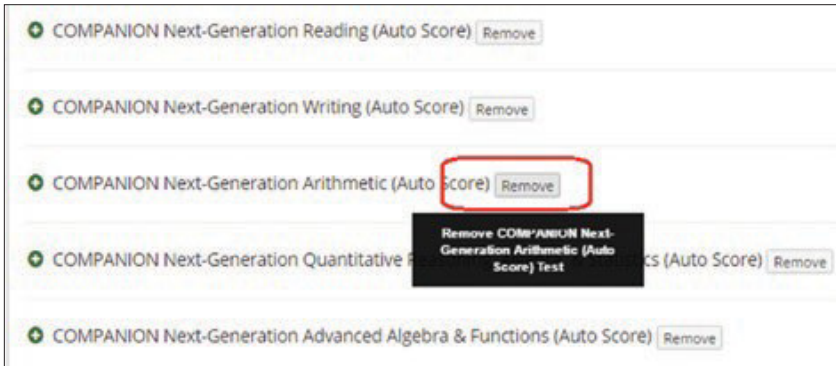 COMPANION Next-Generation Reading (Auto Score) Remove
COMPANION Next-Generation Writing (Auto Score) Remove
COMPANION Next-Generation Arithmetic (Auto Score) Remove
Remove COMPANION Next-
Generation Arithmetic (Auto
Score) Test
COMPANION Next-Generation Quantitative tics (Auto Score) Remove
COMPANION Next-Generation Advanced Algebra & Functions (Auto Score) Remove